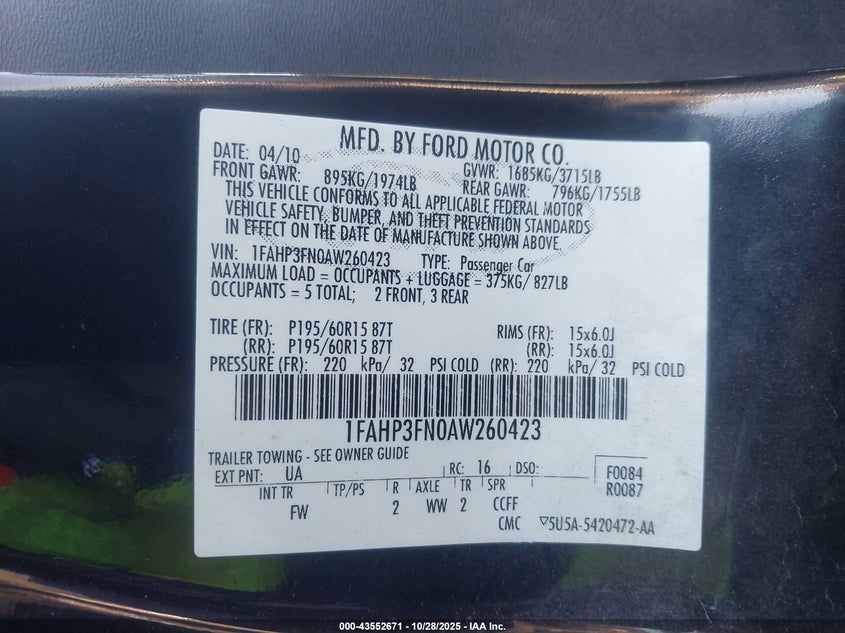 MFD. BY FORD MOTOR CO.
DATE: 04/10 GVWR: 1685KG/3715LB
FRONT GAWR: 895KG/1974LB REAR GAWR: 796KG/1755LB
THIS VEHICLE CONFORMS TO ALL APPLICABLE FEDERAL MOTOR
VEHICLE SAFETY, BUMPER, AND THEFT PREVENTION STANDARDS
IN EFFECT ON THE DATE OF MANUFACTURE SHOWN ABOVE.
VIN: 1FAHP3FN0AW260423 TYPE: Passenger Car
MAXIMUM LOAD = OCCUPANTS + LUGGAGE = 375KG/ 827LB
OCCUPANTS = 5 TOTAL; 2 FRONT, 3 REAR
TIRE (FR): P195/60R15 87T RIMS (FR): 15x6.0J
(RR): P195/60R15 87T (RR): 15x6.0J
PRESSURE (FR): 220 kPa/ 32 PSI COLD (RR): 220 kPa/ 32 PSI COLD
1FAHP3FN0AW260423
TRAILER TOWING - SEE OWNER GUIDE
EXT PNT: UA RC: 16 DSO: F0084
R0087
INT TR TP/PS R AXLE TR SPR
FW 2 WW 2 CCFF
CMC ▽5U5A-5420472-AA
000-43552671 - 10/28/2025 - IAA Inc.